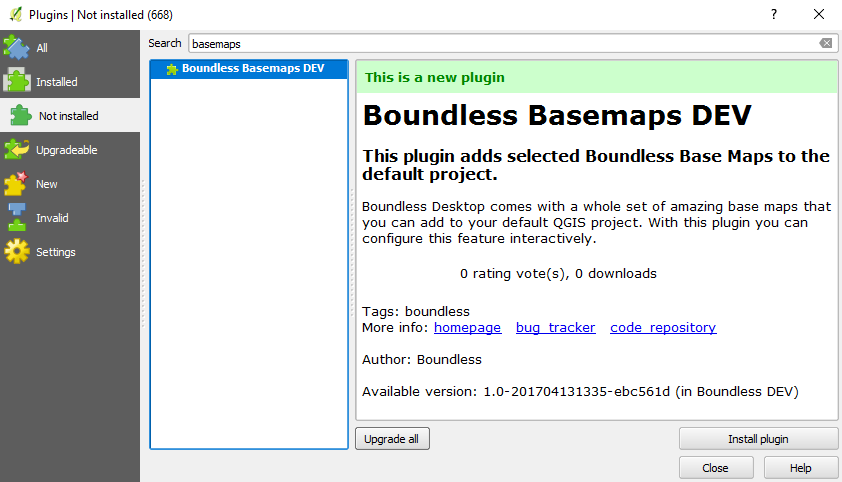 Plugins | Not installed (668)
All
Installed
Not installed
Upgradeable
New
Invalid
Settings
Search
basemaps
Boundless Basemaps DEV
This is a new plugin
Boundless Basemaps DEV
This plugin adds selected Boundless Base Maps to the
default project.
Boundless Desktop comes with a whole set of amazing base maps that
you can add to your default QGIS project. With this plugin you can
configure this feature interactively.
0 rating vote(s), 0 downloads
Tags: boundless
More info: homepage bug_tracker code_repository
Author: Boundless
Available version: 1.0-201704131335-ebc561d (in Boundless DEV)
Upgrade all
Install plugin
Close
Help